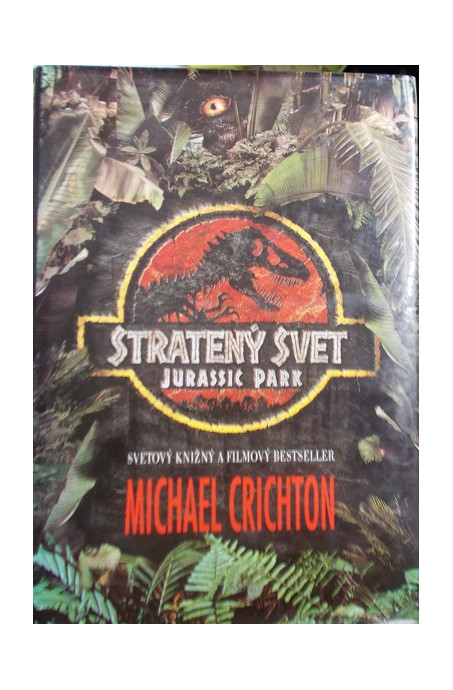 STRATENÝ SVET
JURASSIC PARK
SVETOVÝ KNIŽNÝ A FILMOVÝ BESTSELLER
MICHAEL CRICHTON